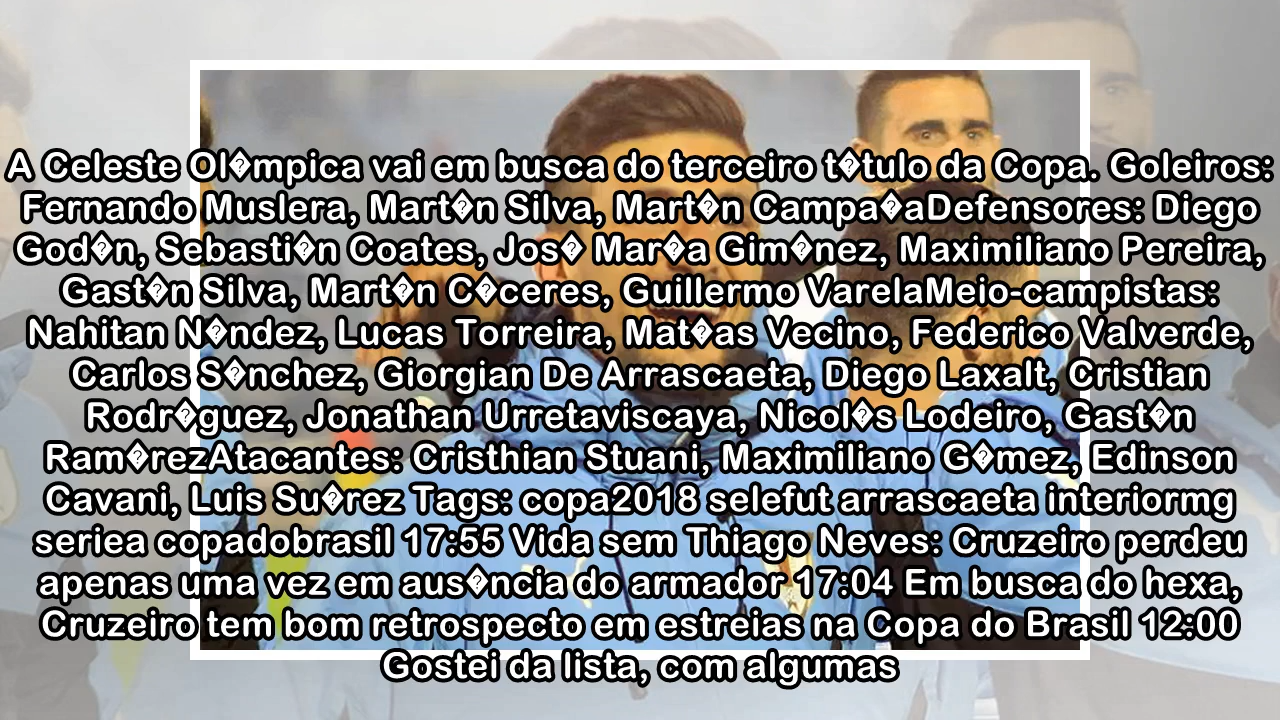 A Celeste Ol�mpica vai em busca do terceiro t�tulo da Copa. Goleiros:
Fernando Muslera, Mart�n Silva, Mart�n Campa�aDefensores: Diego
God�n, Sebasti�n Coates, Jos� Mar�a Gim�nez, Maximiliano Pereira,
Gast�n Silva, Mart�n C�ceres, Guillermo VarelaMeio-campistas:
Nahitan N�ndez, Lucas Torreira, Mat�as Vecino, Federico Valverde,
Carlos S�nchez, Giorgian De Arrascaeta, Diego Laxalt, Cristian
Rodr�guez, Jonathan Urretaviscaya, Nicol�s Lodeiro, Gast�n
Ram�rezAtacantes: Cristhian Stuani, Maximiliano G�mez, Edinson
Cavani, Luis Su�rez Tags: copa2018 selefut arrascaeta interiormg
seriea copadobrasil 17:55 Vida sem Thiago Neves: Cruzeiro perdeu
apenas uma vez em aus�ncia do armador 17:04 Em busca do hexa,
Cruzeiro tem bom retrospecto em estreias na Copa do Brasil 12:00
Gostei da lista, com algumas